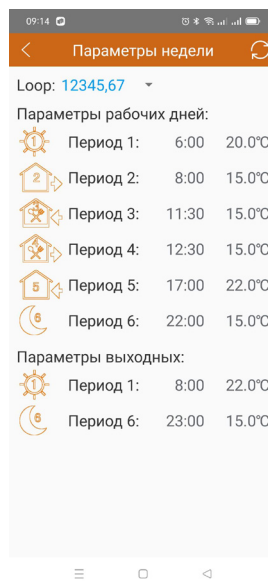 09:14
Параметры недели
Loop: 12345,67
Параметры рабочих дней:
1 Период 1: 6:00 20.0℃
2 Период 2: 8:00 15.0℃
Период 3: 11:30 15.0℃
Период 4: 12:30 15.0℃
5 Период 5: 17:00 22.0℃
6 Период 6: 22:00 15.0℃
Параметры выходных:
1 Период 1: 8:00 22.0℃
6 Период 6: 23:00 15.0℃